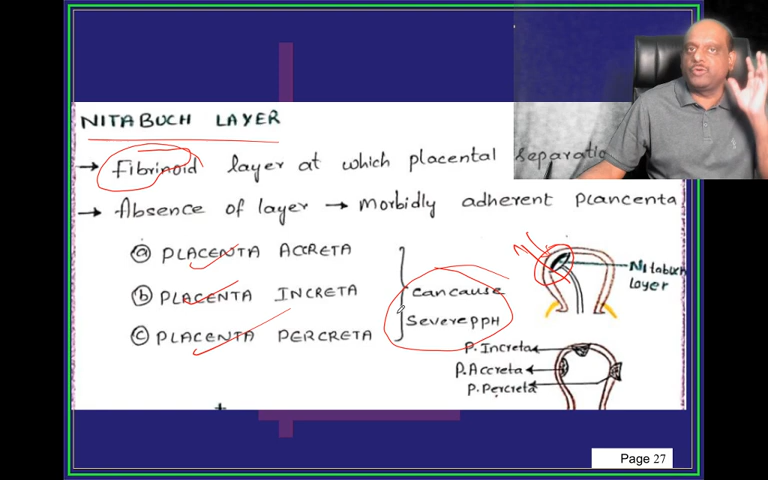 NITABUCH LAYER
→ Fibrinoid layer at which placental separatio
→ Absence of layer → Morbidly adherent plancenta
ⓐ PLACENTA ACCRETA
ⓑ PLACENTA INCRETA
ⓒ PLACENTA PERCRETA
can cause
Severe PPH
Nitabuch
layer
P. Increta
P. Accreta
P. Percreta
Page 27